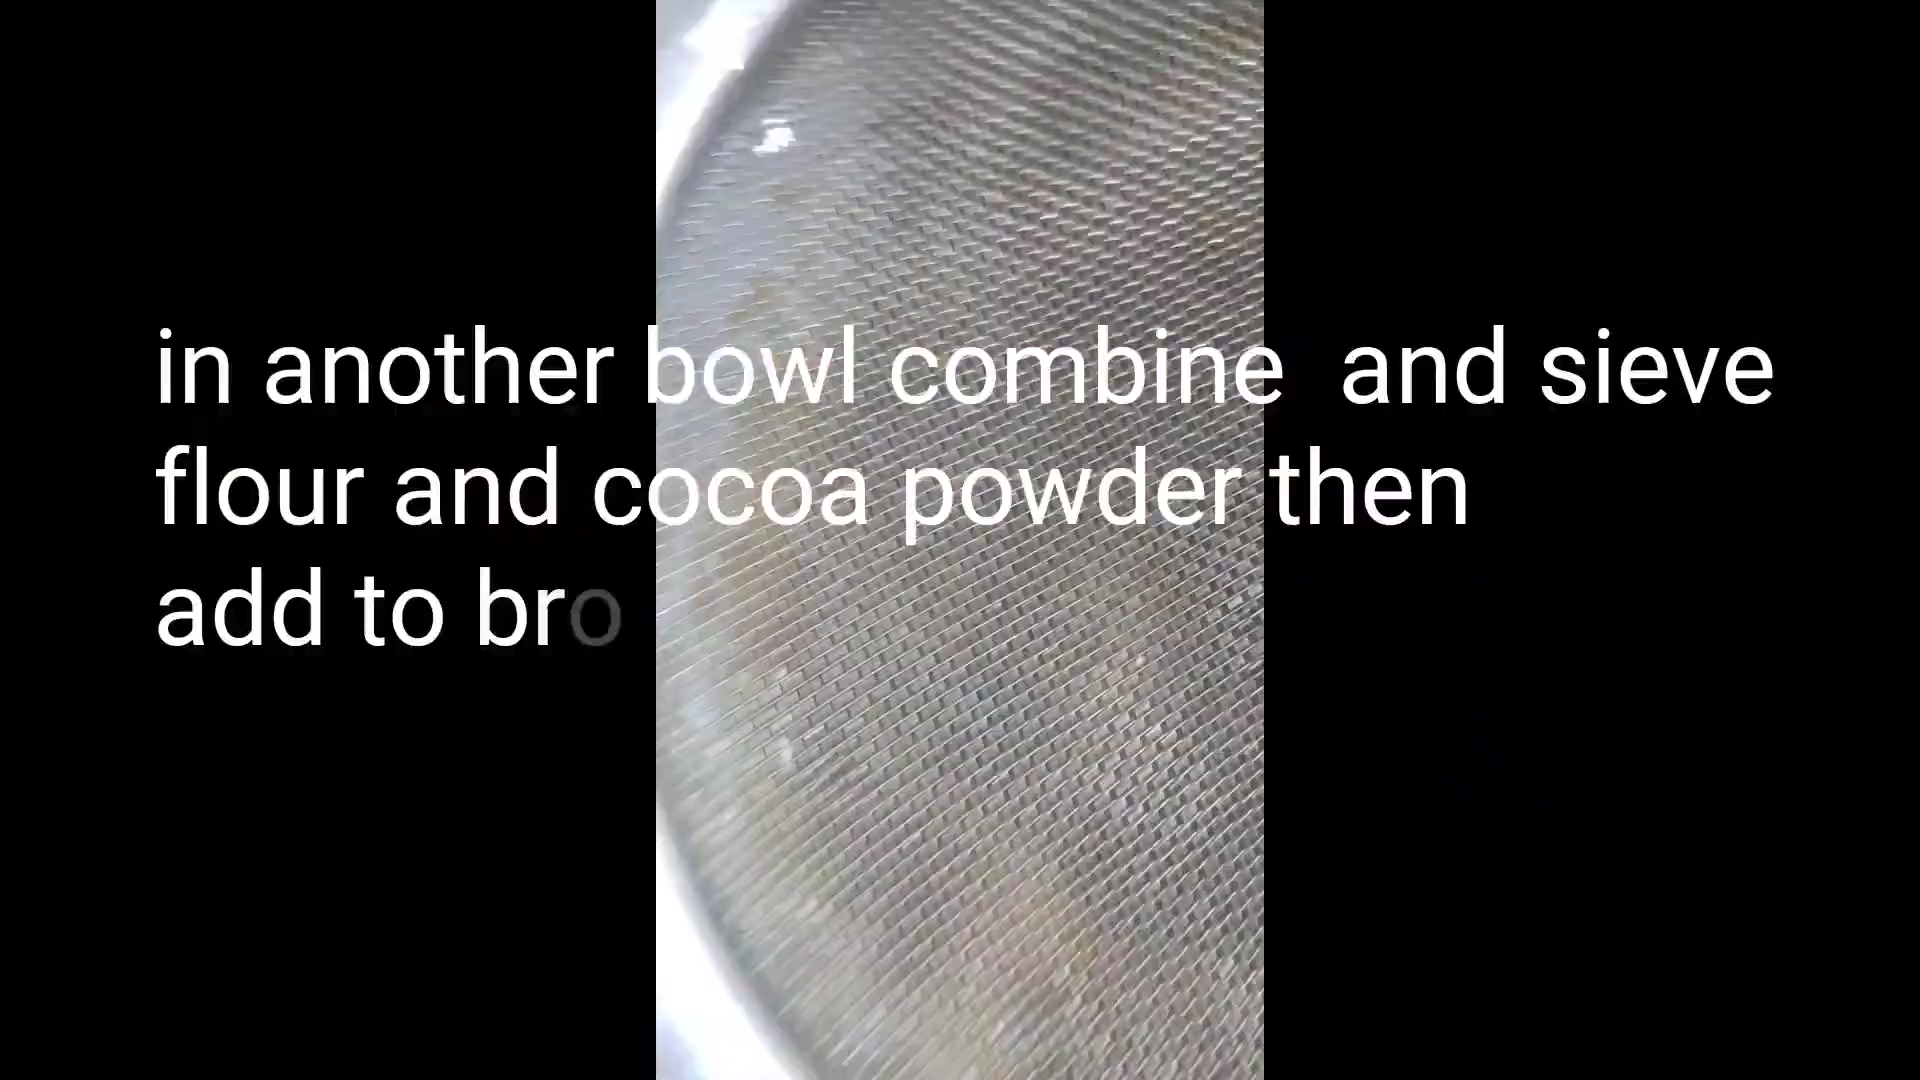 in another bowl combine  and sieve
flour and cocoa powder then
add to bro